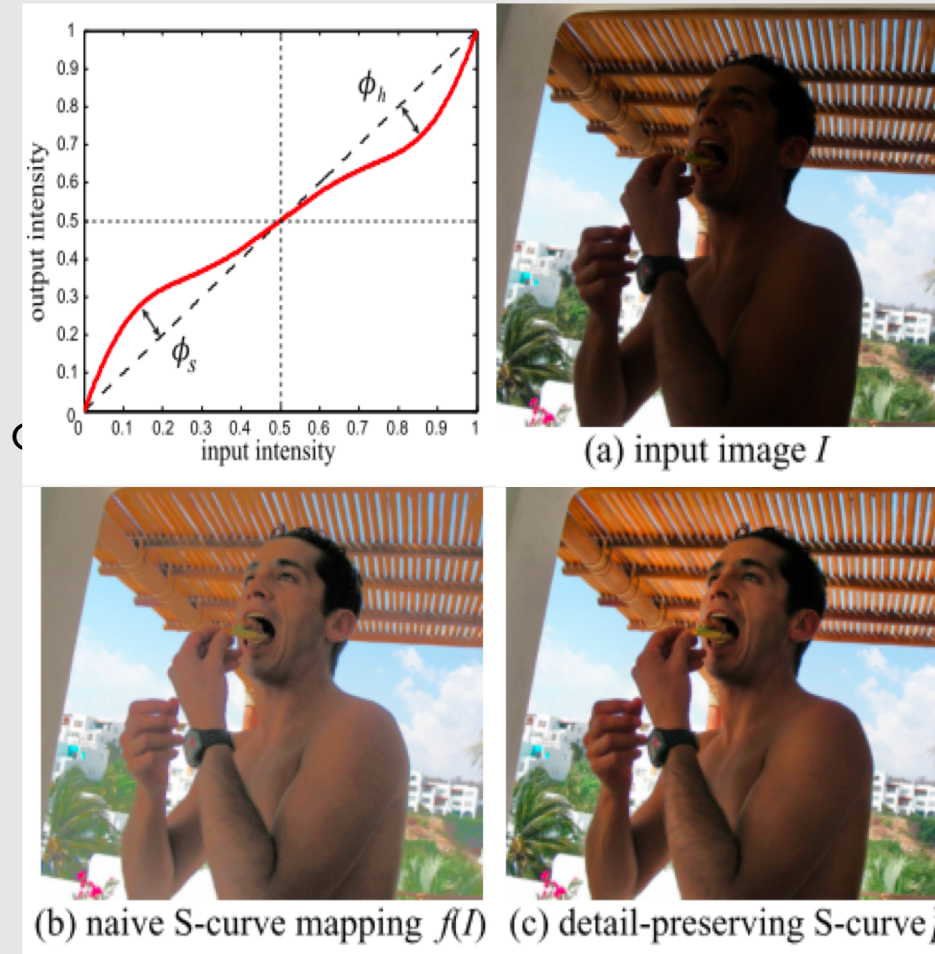 1
0.9
0.8
0.7
0.6
0.5
0.4
0.3
0.2
0.1
0
output intensity
ϕh
ϕs
0 0.1 0.2 0.3 0.4 0.5 0.6 0.7 0.8 0.9 1
input intensity
(a) input image I
(b) naive S-curve mapping f(I)
(c) detail-preserving S-curve